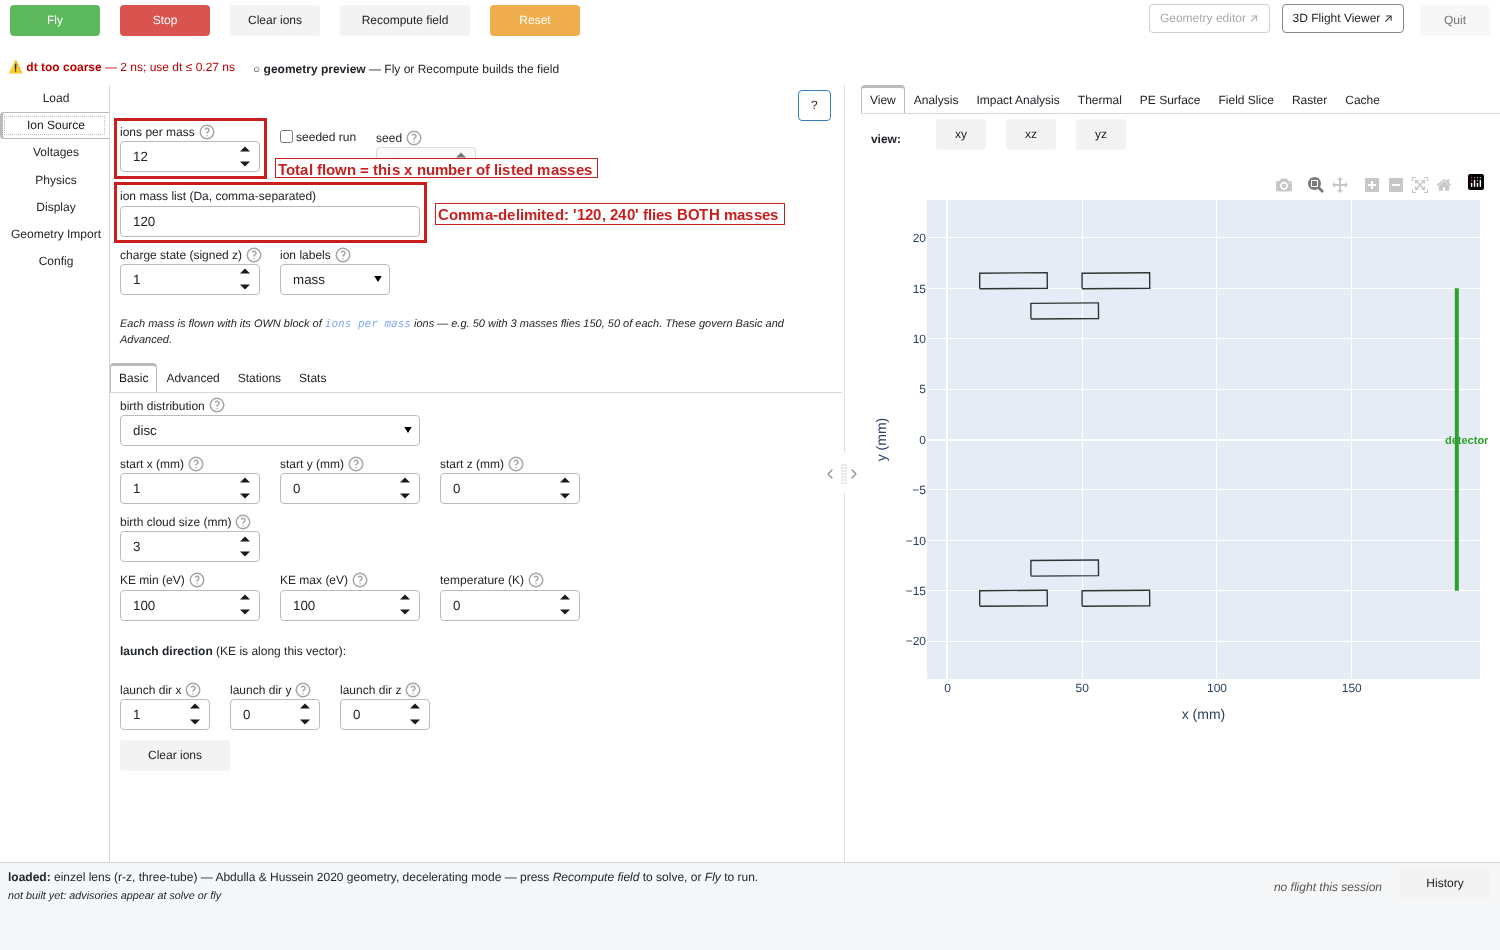 Fly
Stop
Clear ions
Recompute field
Reset
Geometry editor ↗
3D Flight Viewer ↗
Quit
⚠️ dt too coarse — 2 ns; use dt ≤ 0.27 ns
○ geometry preview — Fly or Recompute builds the field
Load
Ion Source
Voltages
Physics
Display
Geometry Import
Config
?
ions per mass ?
12
seeded run
seed ?
Total flown = this x number of listed masses
ion mass list (Da, comma-separated)
120
Comma-delimited: '120, 240' flies BOTH masses
charge state (signed z) ?
1
ion labels ?
mass
Each mass is flown with its OWN block of ions per mass ions — e.g. 50 with 3 masses flies 150, 50 of each. These govern Basic and
Advanced.
Basic
Advanced
Stations
Stats
birth distribution ?
disc
start x (mm) ?
start y (mm) ?
start z (mm) ?
1
0
0
birth cloud size (mm) ?
3
KE min (eV) ?
KE max (eV) ?
temperature (K) ?
100
100
0
launch direction (KE is along this vector):
launch dir x ?
launch dir y ?
launch dir z ?
1
0
0
Clear ions
View
Analysis
Impact Analysis
Thermal
PE Surface
Field Slice
Raster
Cache
view:
xy
xz
yz
20
15
10
5
0
−5
−10
−15
−20
y (mm)
detector
0
50
100
150
x (mm)
loaded: einzel lens (r-z, three-tube) — Abdulla & Hussein 2020 geometry, decelerating mode — press Recompute field to solve, or Fly to run.
not built yet: advisories appear at solve or fly
no flight this session
History